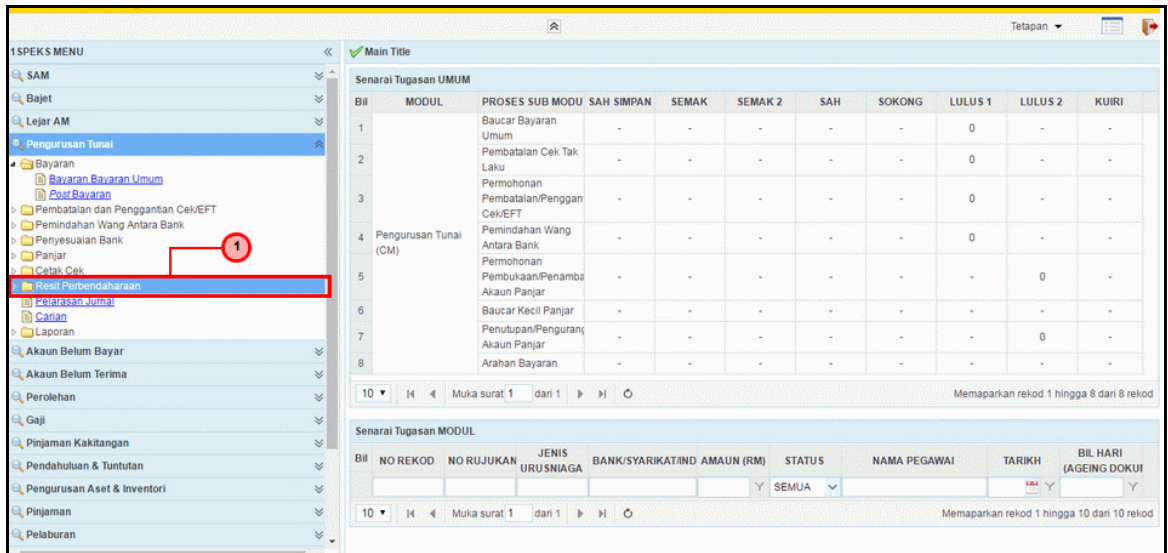 Tetapan
1SPEKS MENU
SAM
Bajet
Lejar AM
Pengurusan Tunai
Bayaran
Bayaran Bayaran Umum
Post Bayaran
Pembatalan dan Penggantian Cek/EFT
Pemindahan Wang Antara Bank
Penyesuaian Bank
Panjar
Cetak Cek
Resit Perbendaharaan
Pelarasan Jurnal
Carian
Laporan
Akaun Belum Bayar
Akaun Belum Terima
Perolehan
Gaji
Pinjaman Kakitangan
Pendahuluan & Tuntutan
Pengurusan Aset & Inventori
Pinjaman
Pelaburan
1
Main Title
Senarai Tugasan UMUM
Bil MODUL PROSES SUB MODU SAH SIMPAN SEMAK SEMAK 2 SAH SOKONG LULUS 1 LULUS 2 KUIRI
Pengurusan Tunai
(CM)
1 Baucar Bayaran
Umum - - - - - 0 - -
2 Pembatalan Cek Tak
Laku - - - - - 0 - -
3 Permohonan
Pembatalan/Penggan
Cek/EFT - - - - - 0 - -
4 Pemindahan Wang
Antara Bank - - - - - 0 - -
5 Permohonan
Pembukaan/Penamba
Akaun Panjar - - - - - - 0 -
6 Baucar Kecil Panjar - - - - - - - -
7 Penutupan/Pengurang
Akaun Panjar - - - - - - 0 -
8 Arahan Bayaran - - - - - - - -
10 Muka surat 1 dari 1 Memaparkan rekod 1 hingga 8 dari 8 rekod
Senarai Tugasan MODUL
Bil NO REKOD NO RUJUKAN JENIS
URUSNIAGA BANK/SYARIKAT/IND AMAUN (RM) STATUS NAMA PEGAWAI TARIKH BIL HARI
(AGEING DOKU
SEMUA
10 Muka surat 1 dari 1 Memaparkan rekod 1 hingga 10 dari 10 rekod